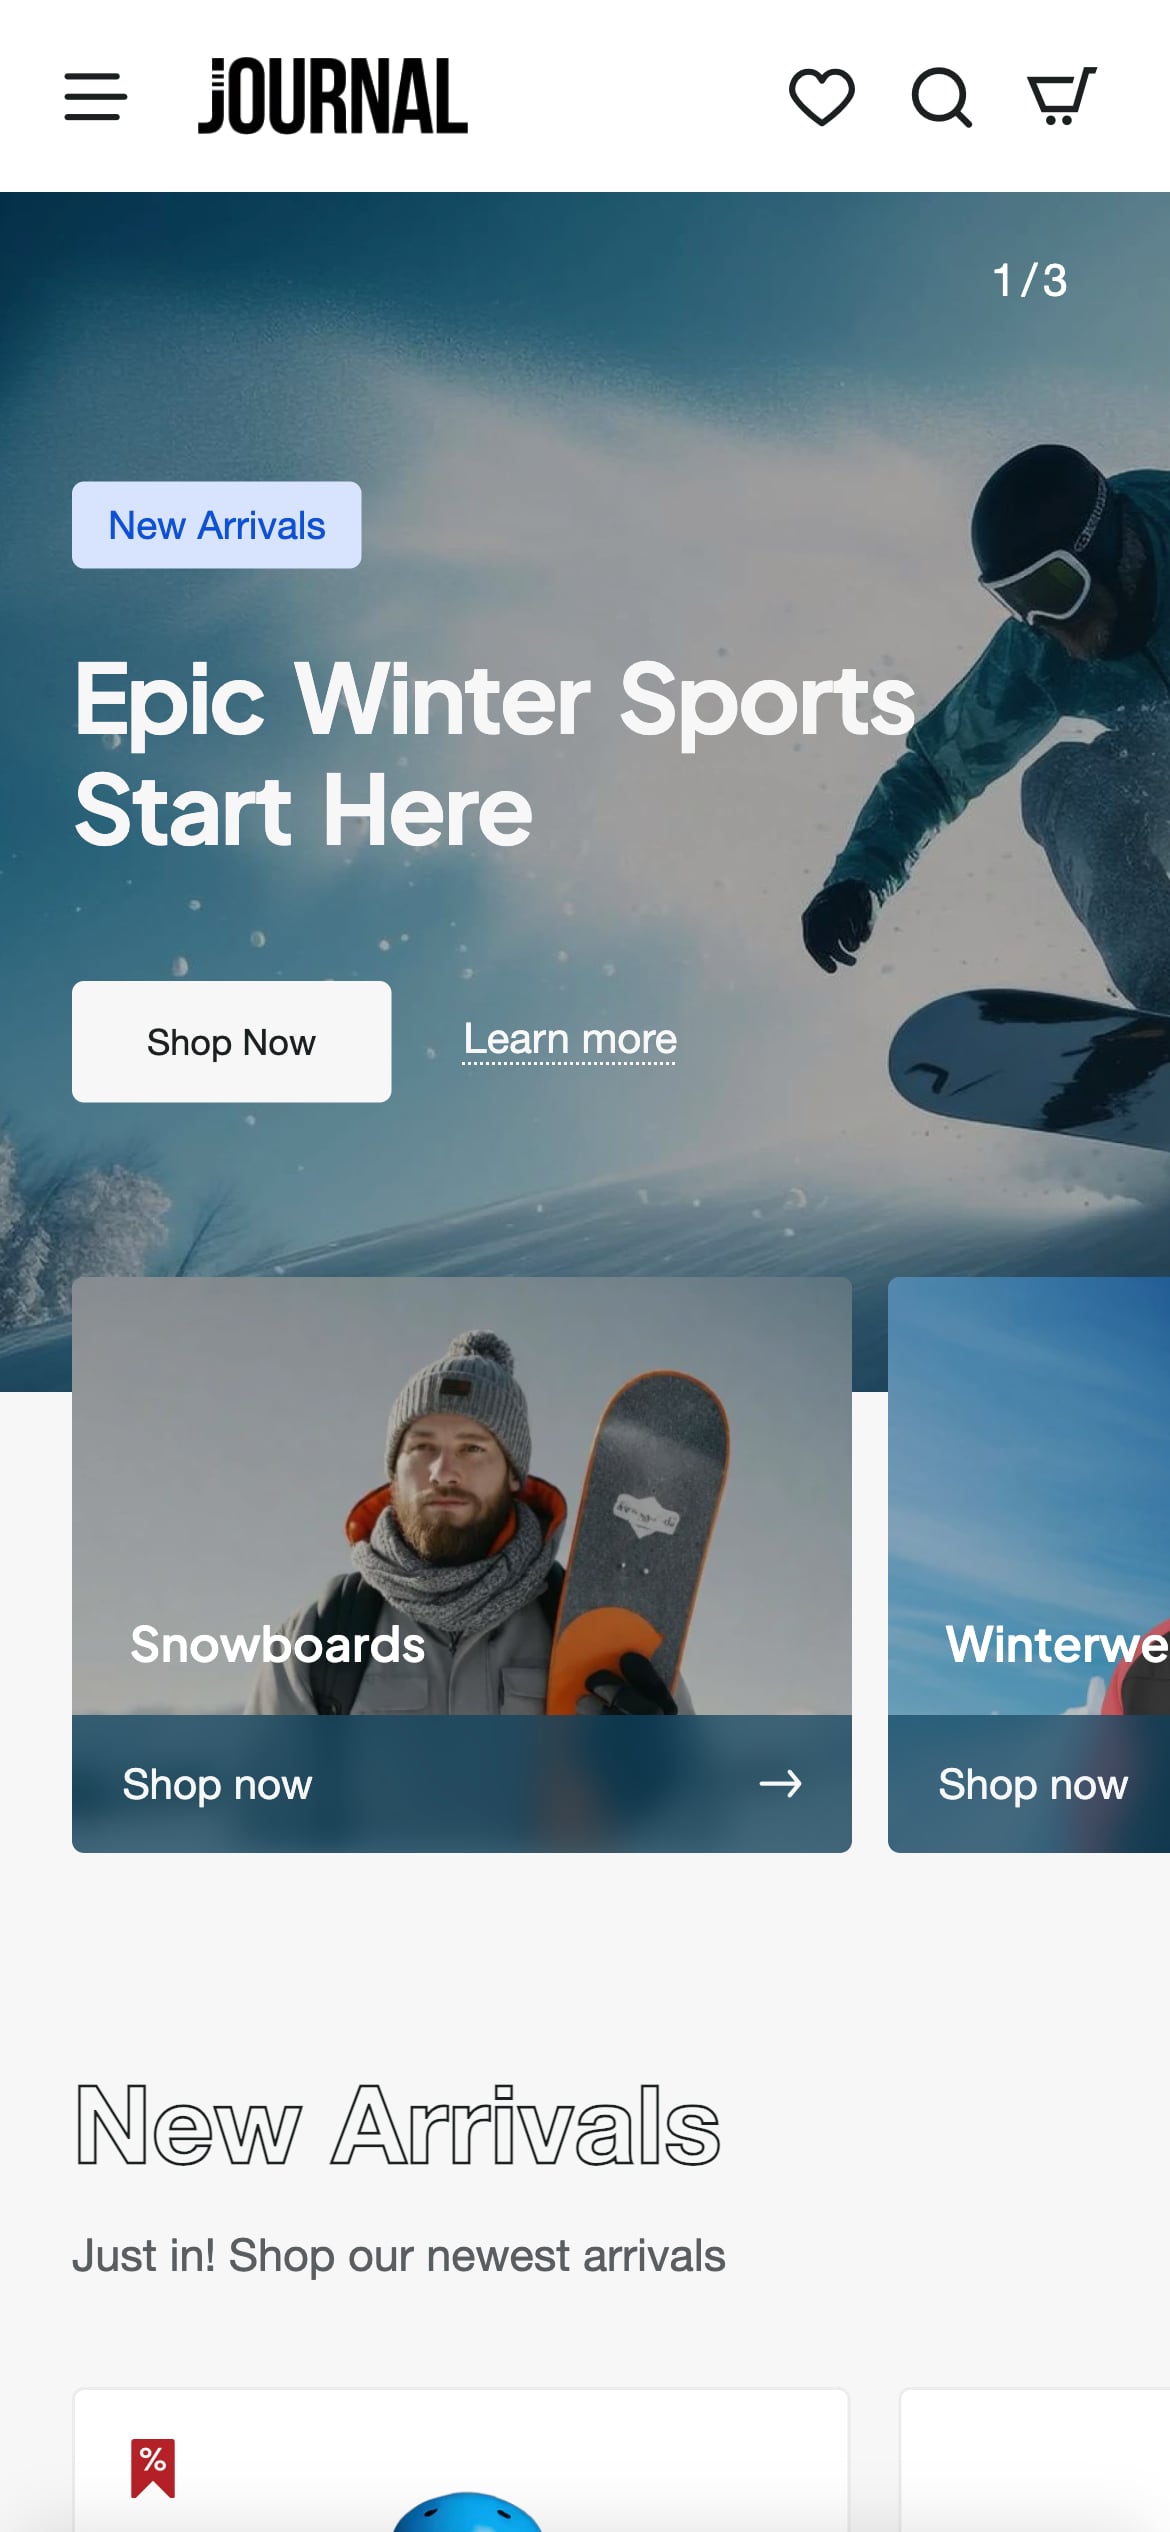 JOURNAL
1/3
New Arrivals
Epic Winter Sports
Start Here
Shop Now
Learn more
Snowboards
Winterwe
Shop now
Shop now
New Arrivals
Just in! Shop our newest arrivals
%